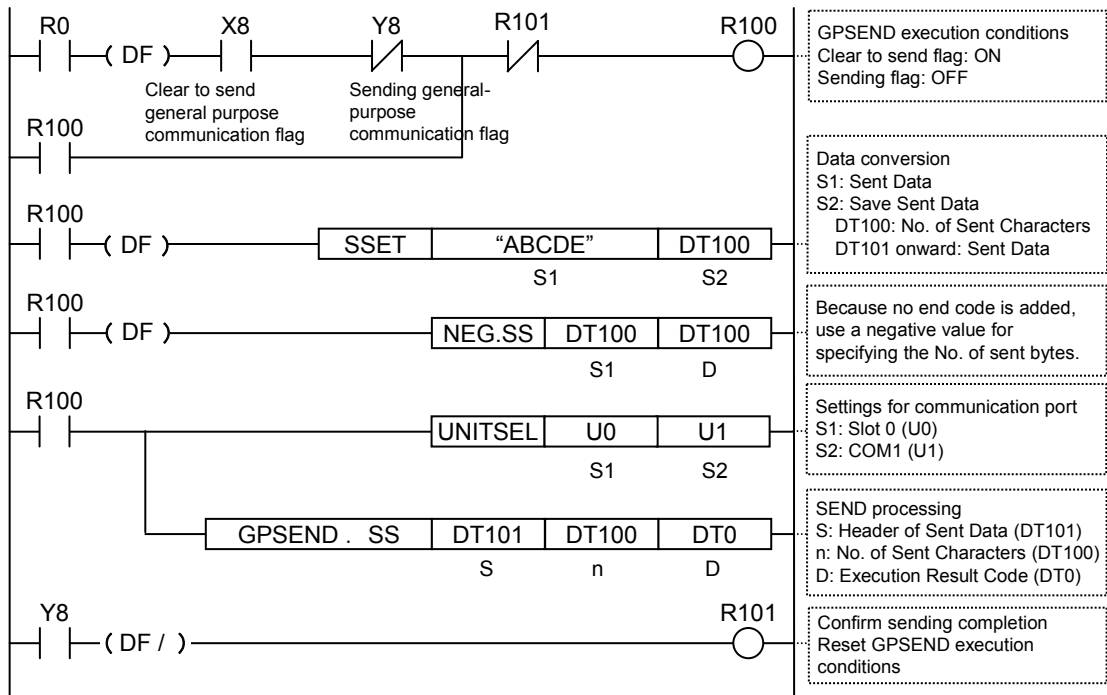 R0 X8 Y8 R101 R100
( DF )
Clear to send
general purpose
communication flag
Sending general-
purpose
communication flag
GPSEND execution conditions
Clear to send flag: ON
Sending flag: OFF
R100
R100
( DF ) SSET “ABCDE” DT100
S1 S2
Data conversion
S1: Sent Data
S2: Save Sent Data
DT100: No. of Sent Characters
DT101 onward: Sent Data
R100
( DF ) NEG.SS DT100 DT100
S1 D
Because no end code is added,
use a negative value for
specifying the No. of sent bytes.
R100
UNITSEL U0 U1
S1 S2
Settings for communication port
S1: Slot 0 (U0)
S2: COM1 (U1)
GPSEND . SS DT101 DT100 DT0
S n D
SEND processing
S: Header of Sent Data (DT101)
n: No. of Sent Characters (DT100)
D: Execution Result Code (DT0)
Y8 R101
( DF / )
Confirm sending completion
Reset GPSEND execution
conditions